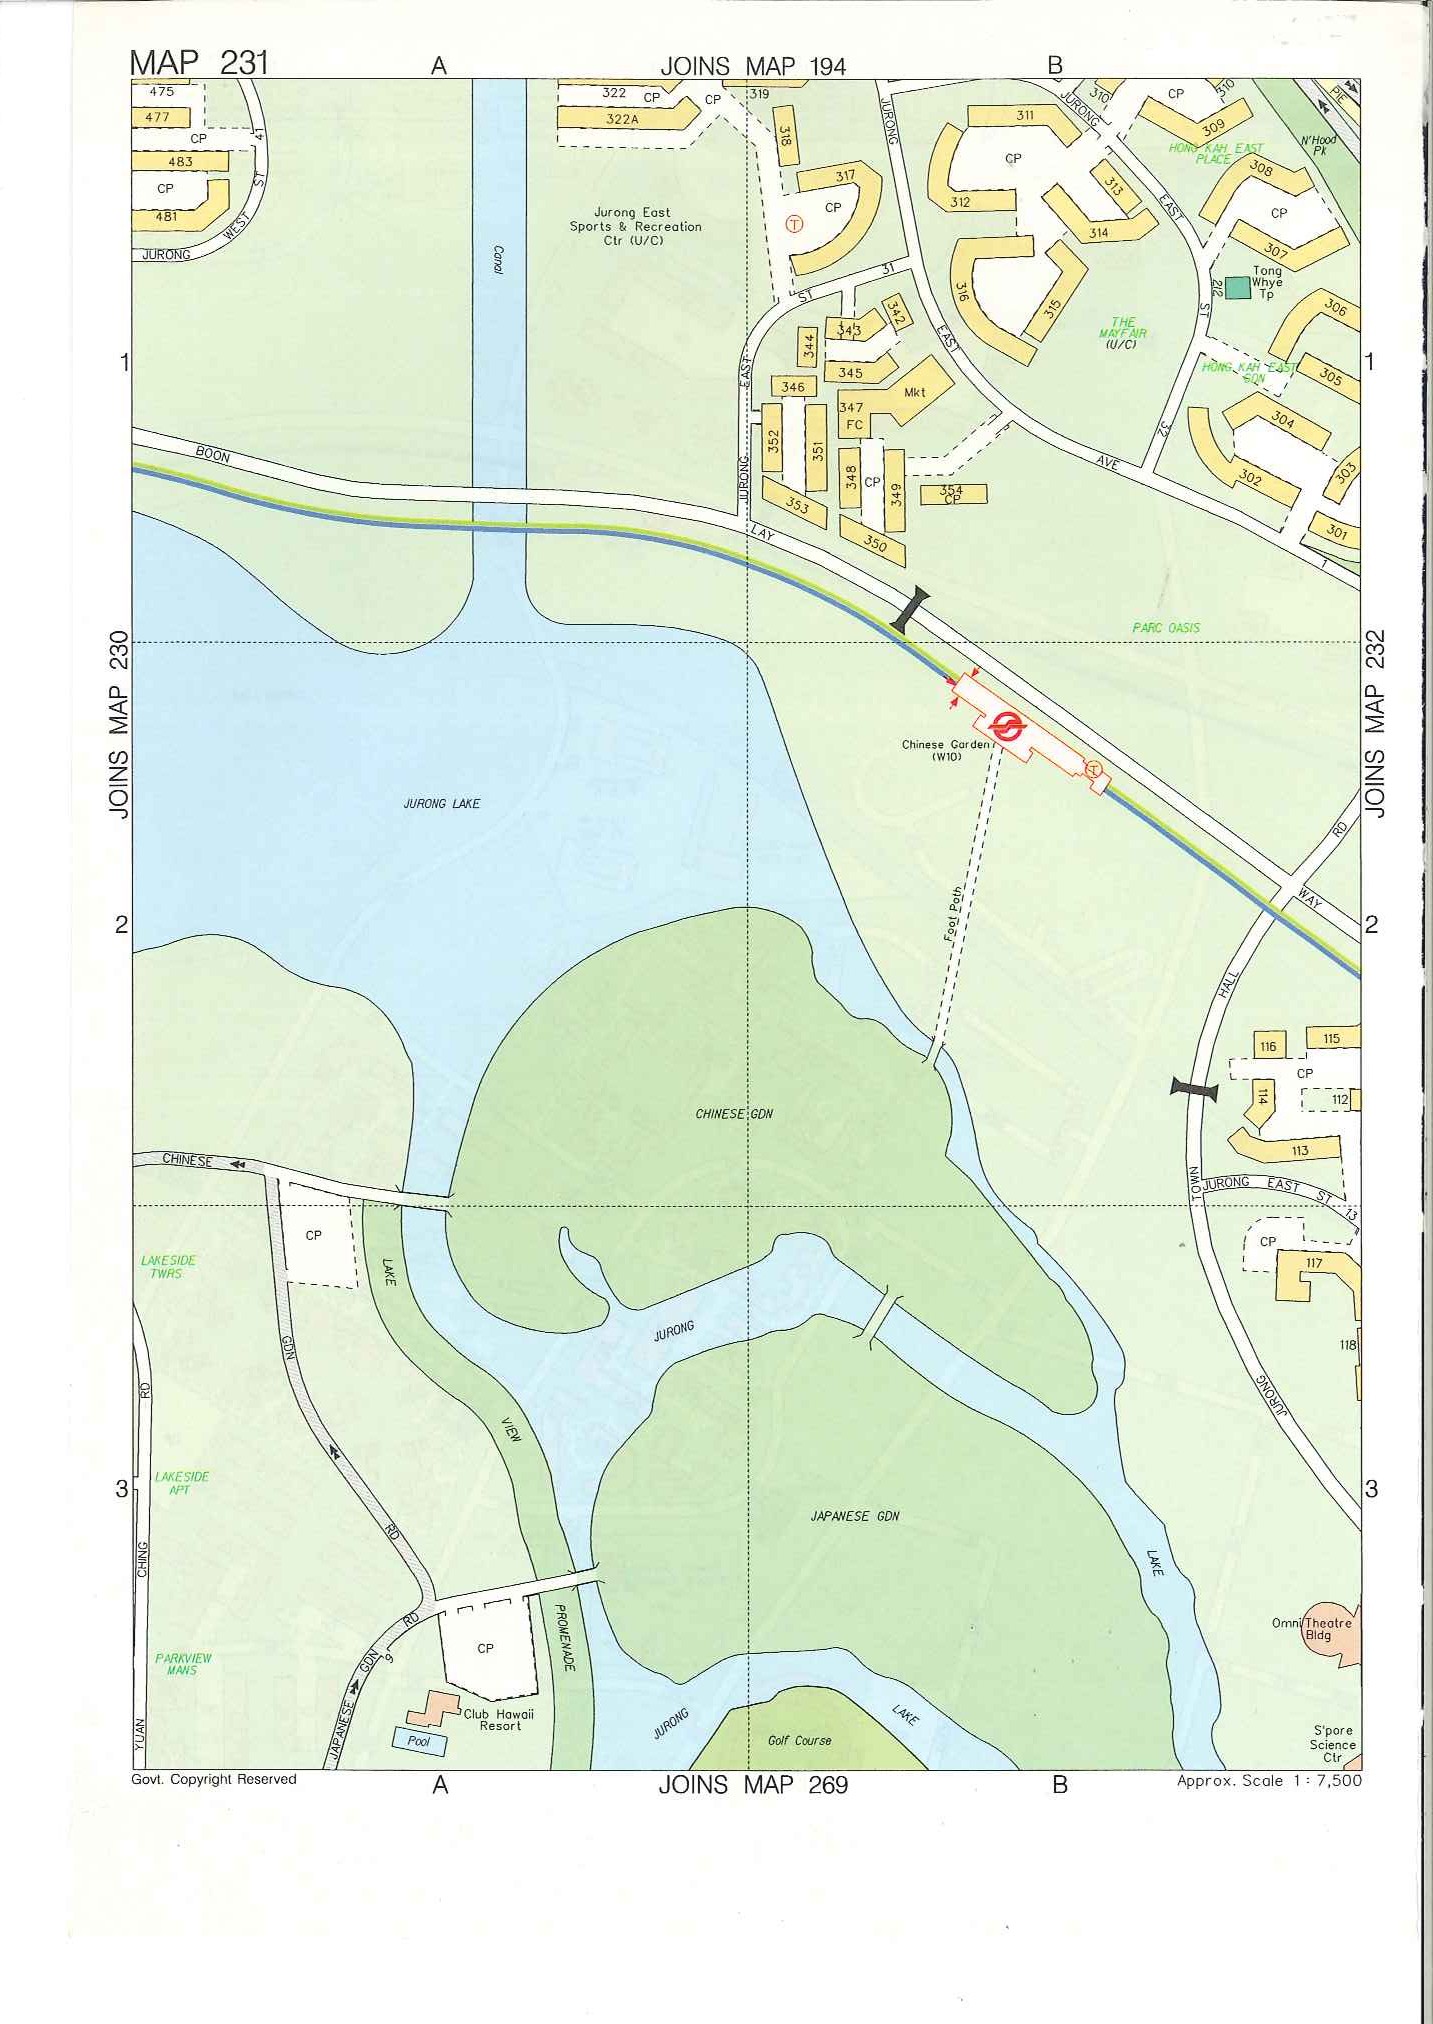 MAP 231
A
JOINS MAP 194
B
475
477
CP
483
CP
481
JURONG
WEST
ST
41
322
CP
CP
319
322A
318
317
CP
T
Jurong East
Sports & Recreation
Ctr (U/C)
Canal
JURONG
311
CP
312
313
314
316
315
JURONG
310
CP
310
309
PIE
N'Hood
Pk
HONG KAH EAST
PLACE
308
CP
307
EAST
Tong
Whye
Tp
212
ST
306
31
ST
342
343
344
345
346
EAST
EAST
THE
MAYFAIR
(U/C)
HONG KAH EAST
GDN
305
304
303
302
301
32
1
1
Mkt
347
FC
352
351
348
CP
349
354
CP
353
350
JURONG
AVE
1
BOON
LAY
PARC OASIS
JOINS MAP 230
JOINS MAP 232
Chinese Garden
(W10)
T
JURONG LAKE
Foot Path
RD
WAY
HALL
2
2
116
115
CP
114
112
113
CHINESE GDN
CHINESE
TOWN
JURONG EAST ST 13
CP
117
118
CP
LAKESIDE
TWRS
LAKE
GDN
JURONG
JURONG
RD
VIEW
LAKESIDE
APT
3
3
JAPANESE GDN
RD
CHING
LAKE
RD
PROMENADE
CP
Omni Theatre
Bldg
PARKVIEW
MANS
GDN
9
JAPANESE
YUAN
Club Hawaii
Resort
Pool
JURONG
LAKE
Golf Course
S'pore
Science
Ctr
Govt. Copyright Reserved
A
JOINS MAP 269
B
Approx. Scale 1 : 7,500